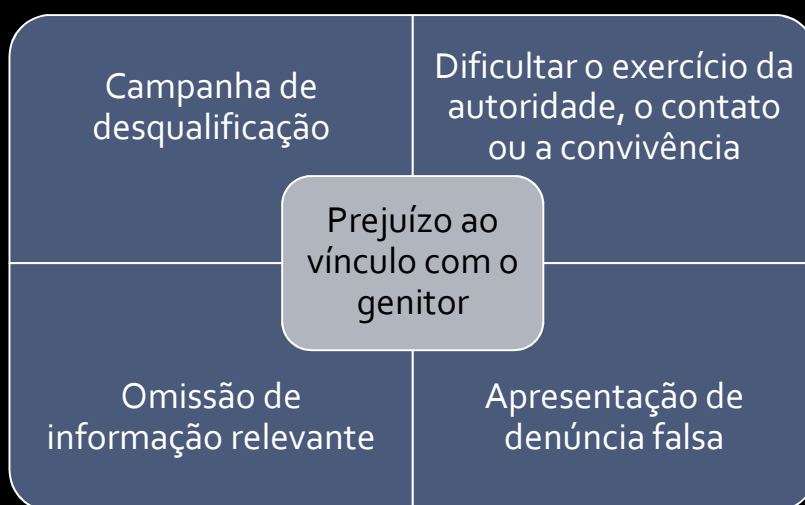 Campanha de
desqualificação
Dificultar o exercício da
autoridade, o contato
ou a convivência
Prejuízo ao
vínculo com o
genitor
Omissão de
informação relevante
Apresentação de
denúncia falsa